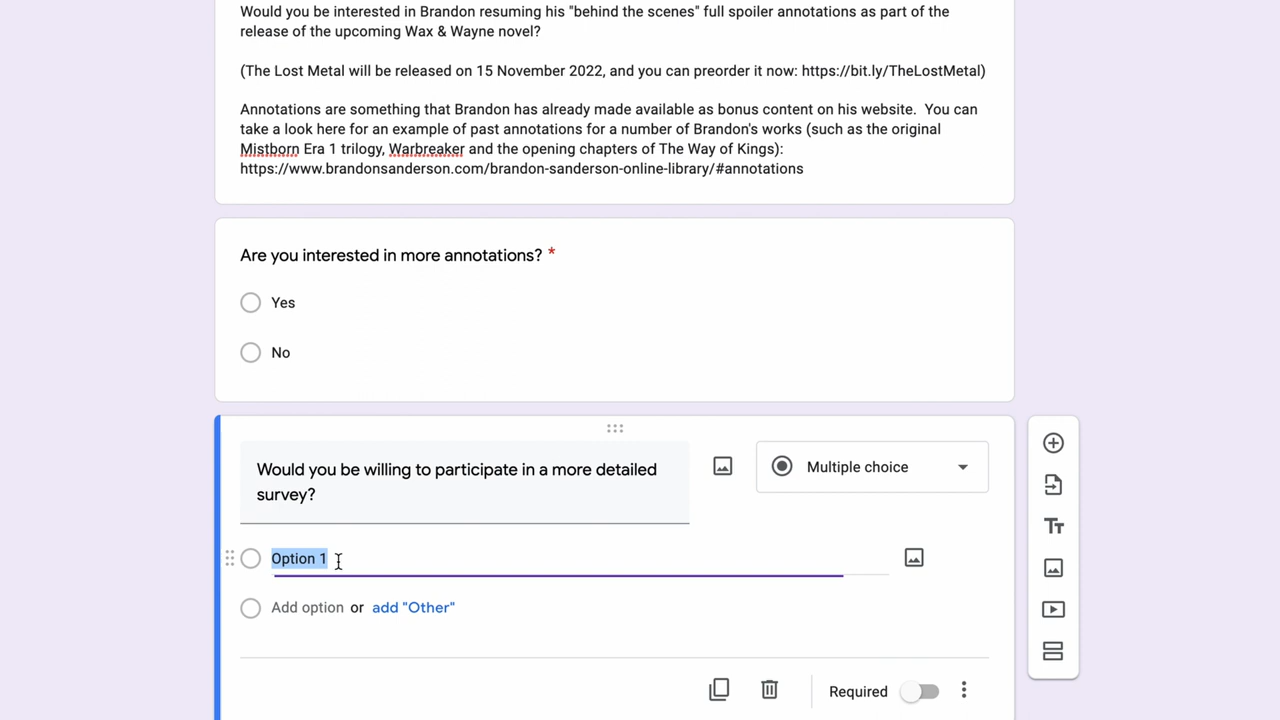 Would you be interested in Brandon resuming his "behind the scenes" full spoiler annotations as part of the
release of the upcoming Wax & Wayne novel?
(The Lost Metal will be released on 15 November 2022, and you can preorder it now: https://bit.ly/TheLostMetal)
Annotations are something that Brandon has already made available as bonus content on his website.  You can
take a look here for an example of past annotations for a number of Brandon's works (such as the original
Mistborn Era 1 trilogy, Warbreaker and the opening chapters of The Way of Kings):
https://www.brandonsanderson.com/brandon-sanderson-online-library/#annotations
Are you interested in more annotations? *
Yes
No
Would you be willing to participate in a more detailed
survey?
Multiple choice
Option 1
Add option or add "Other"
Required
Tт